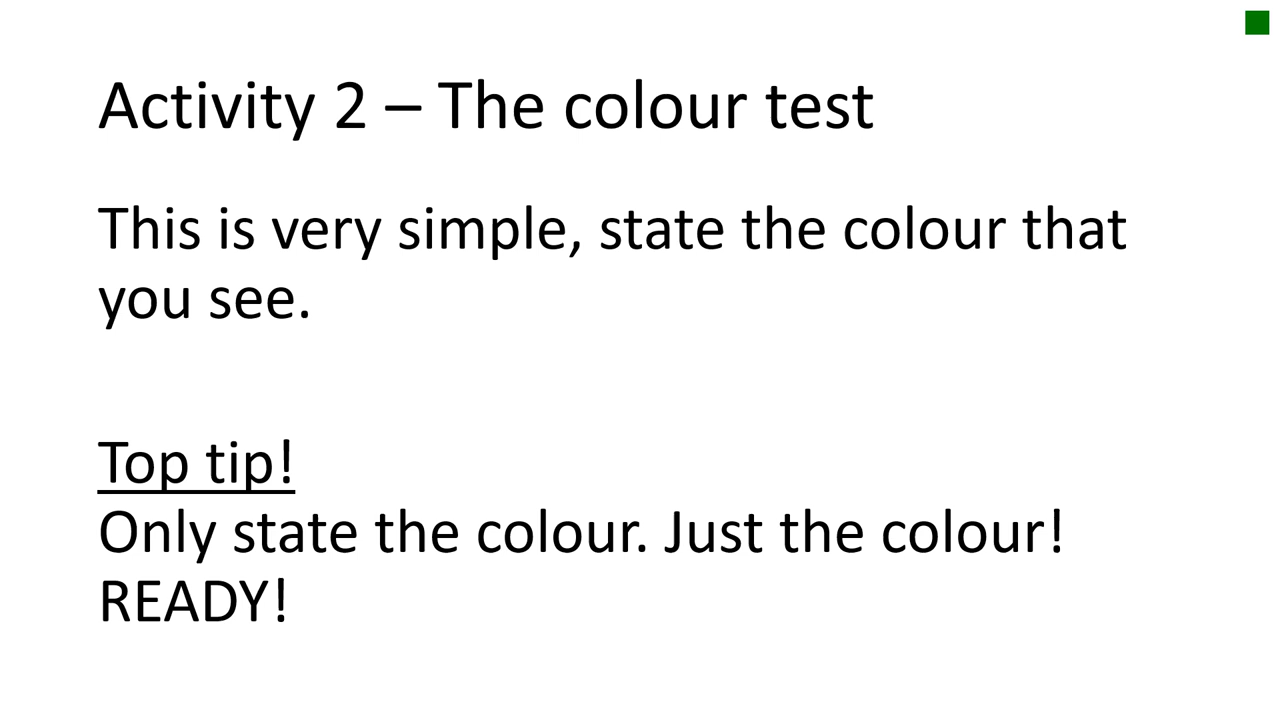 Activity 2 – The colour test
This is very simple, state the colour that
you see.
Top tip!
Only state the colour. Just the colour!
READY!